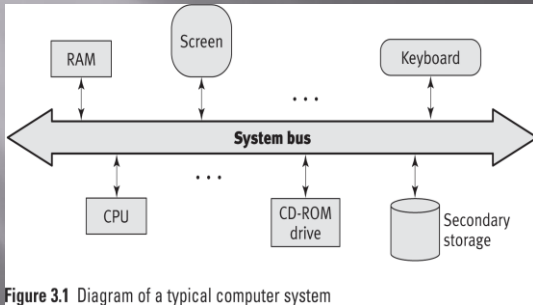 Screen
RAM
Keyboard
...
System bus
...
CPU
CD-ROM
drive
Secondary
storage
Figure 3.1 Diagram of a typical computer system